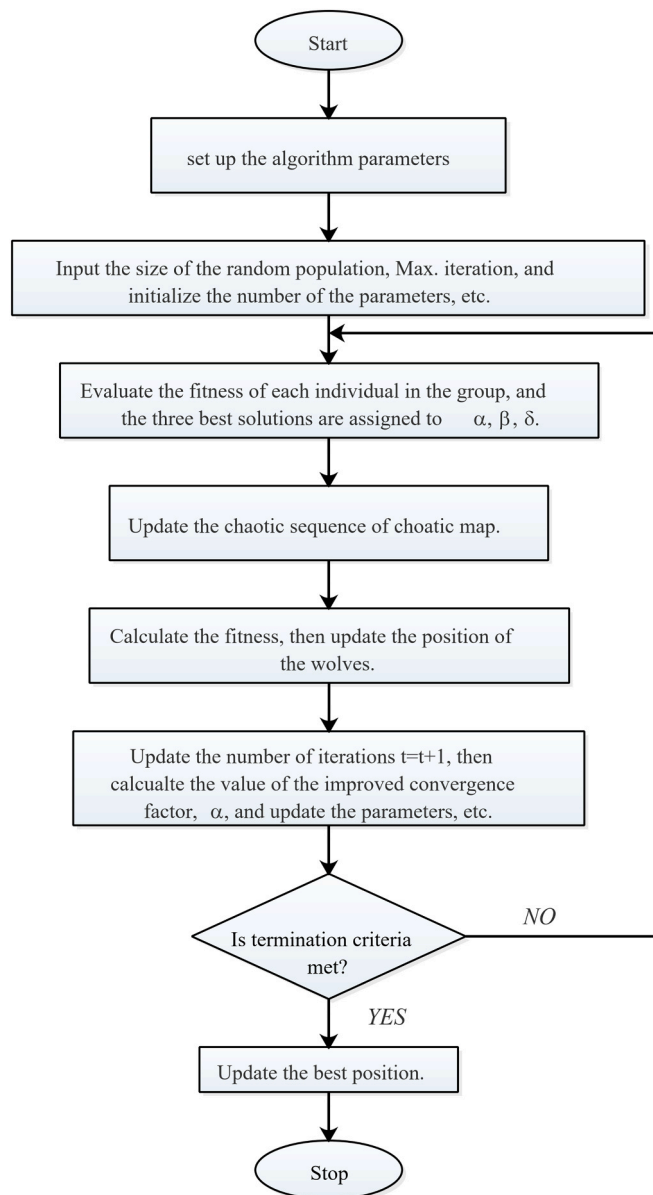 Start
set up the algorithm parameters
Input the size of the random population, Max. iteration, and
initialize the number of the parameters, etc.
Evaluate the fitness of each individual in the group, and
the three best solutions are assigned to α, β, δ.
Update the chaotic sequence of choatic map.
Calculate the fitness, then update the position of
the wolves.
Update the number of iterations t=t+1, then
calcualte the value of the improved convergence
factor, α, and update the parameters, etc.
Is termination criteria
met?
NO
YES
Update the best position.
Stop